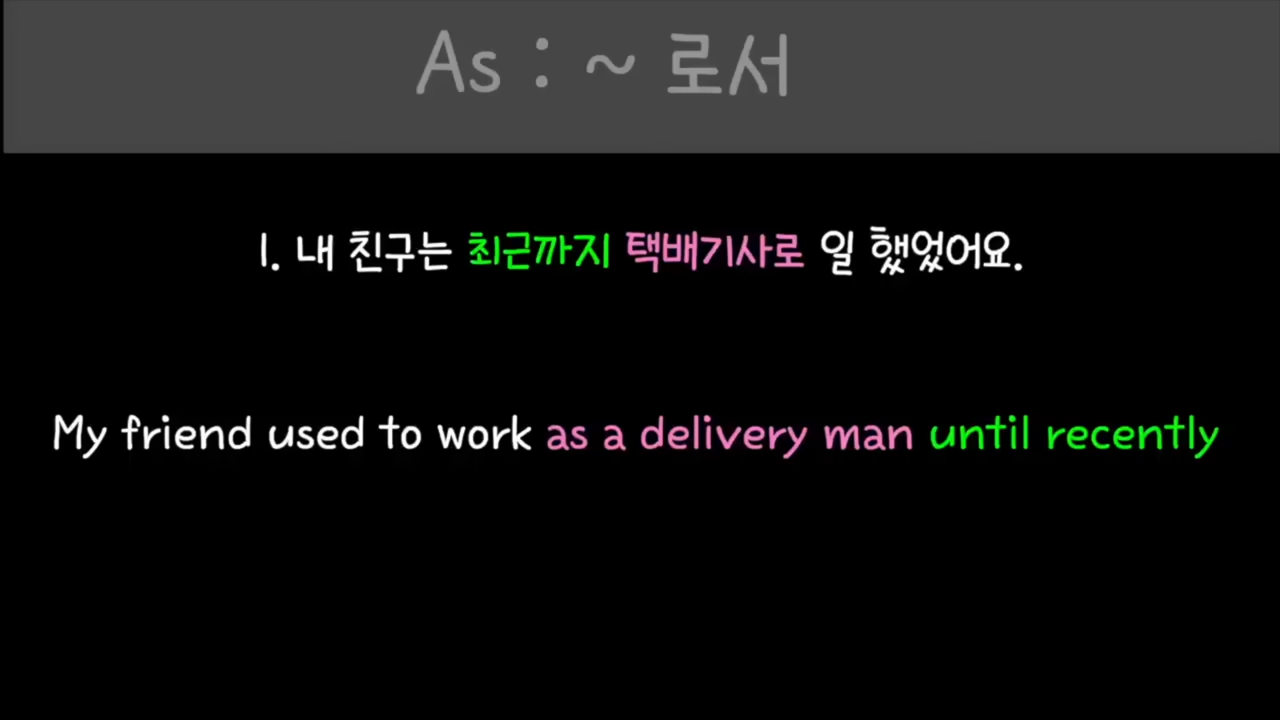 As : ~ 로서
1. 내 친구는 최근까지 택배기사로 일 했었어요.
My friend used to work as a delivery man until recently